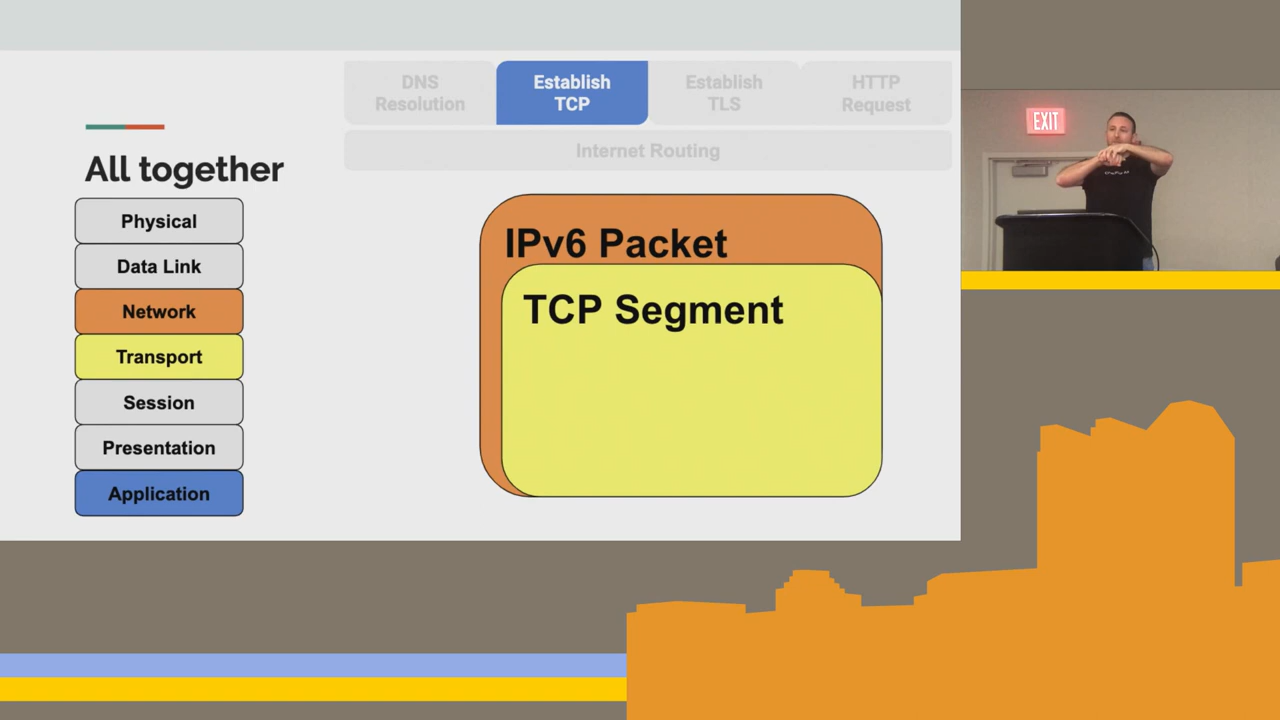 DNS
Resolution
Establish
TCP
Establish
TLS
HTTP
Request
Internet Routing
All together
Physical
Data Link
Network
Transport
Session
Presentation
Application
IPv6 Packet
TCP Segment
EXIT